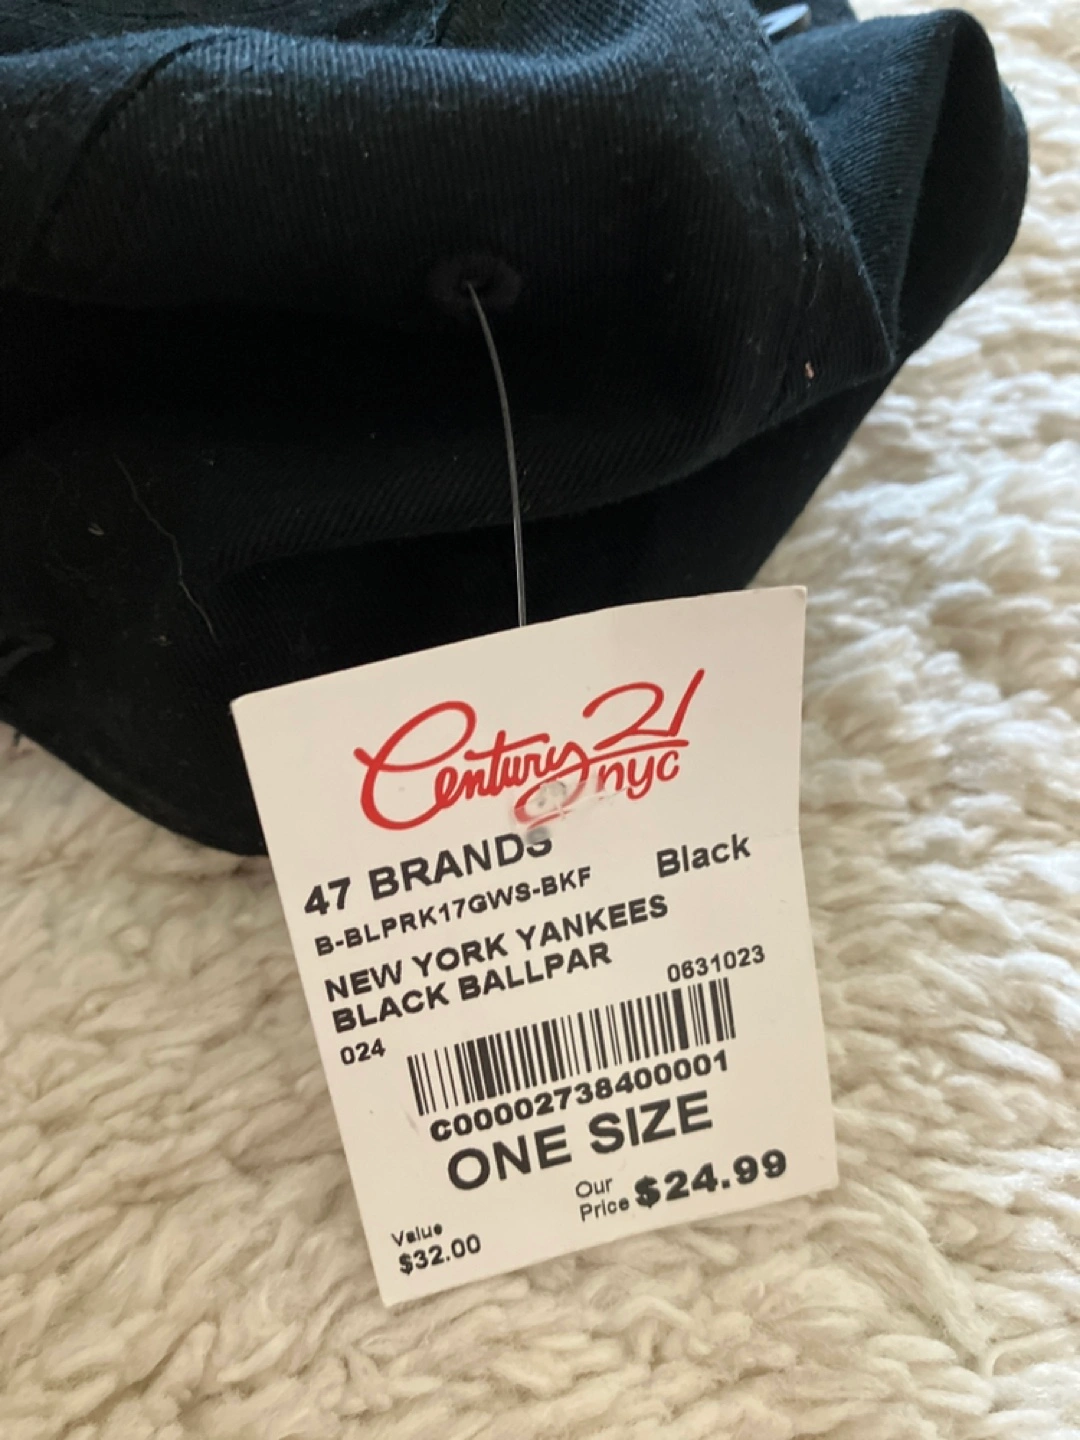 Century 21
nyc
47 BRANDS
B-BLPRK17GWS-BKF Black
NEW YORK YANKEES
BLACK BALLPAR
0631023
024
C00002738400001
ONE SIZE
Our
Price $24.99
Value
$32.00